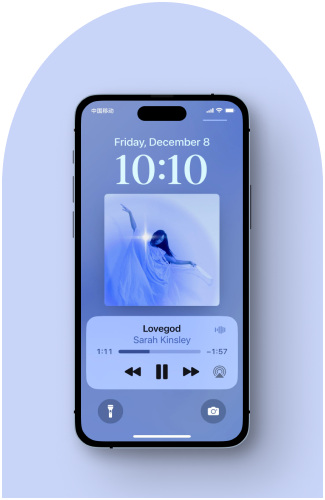 中国移动
Friday, December 8
10:10
Lovegod
Sarah Kinsley
1:11
-1:57